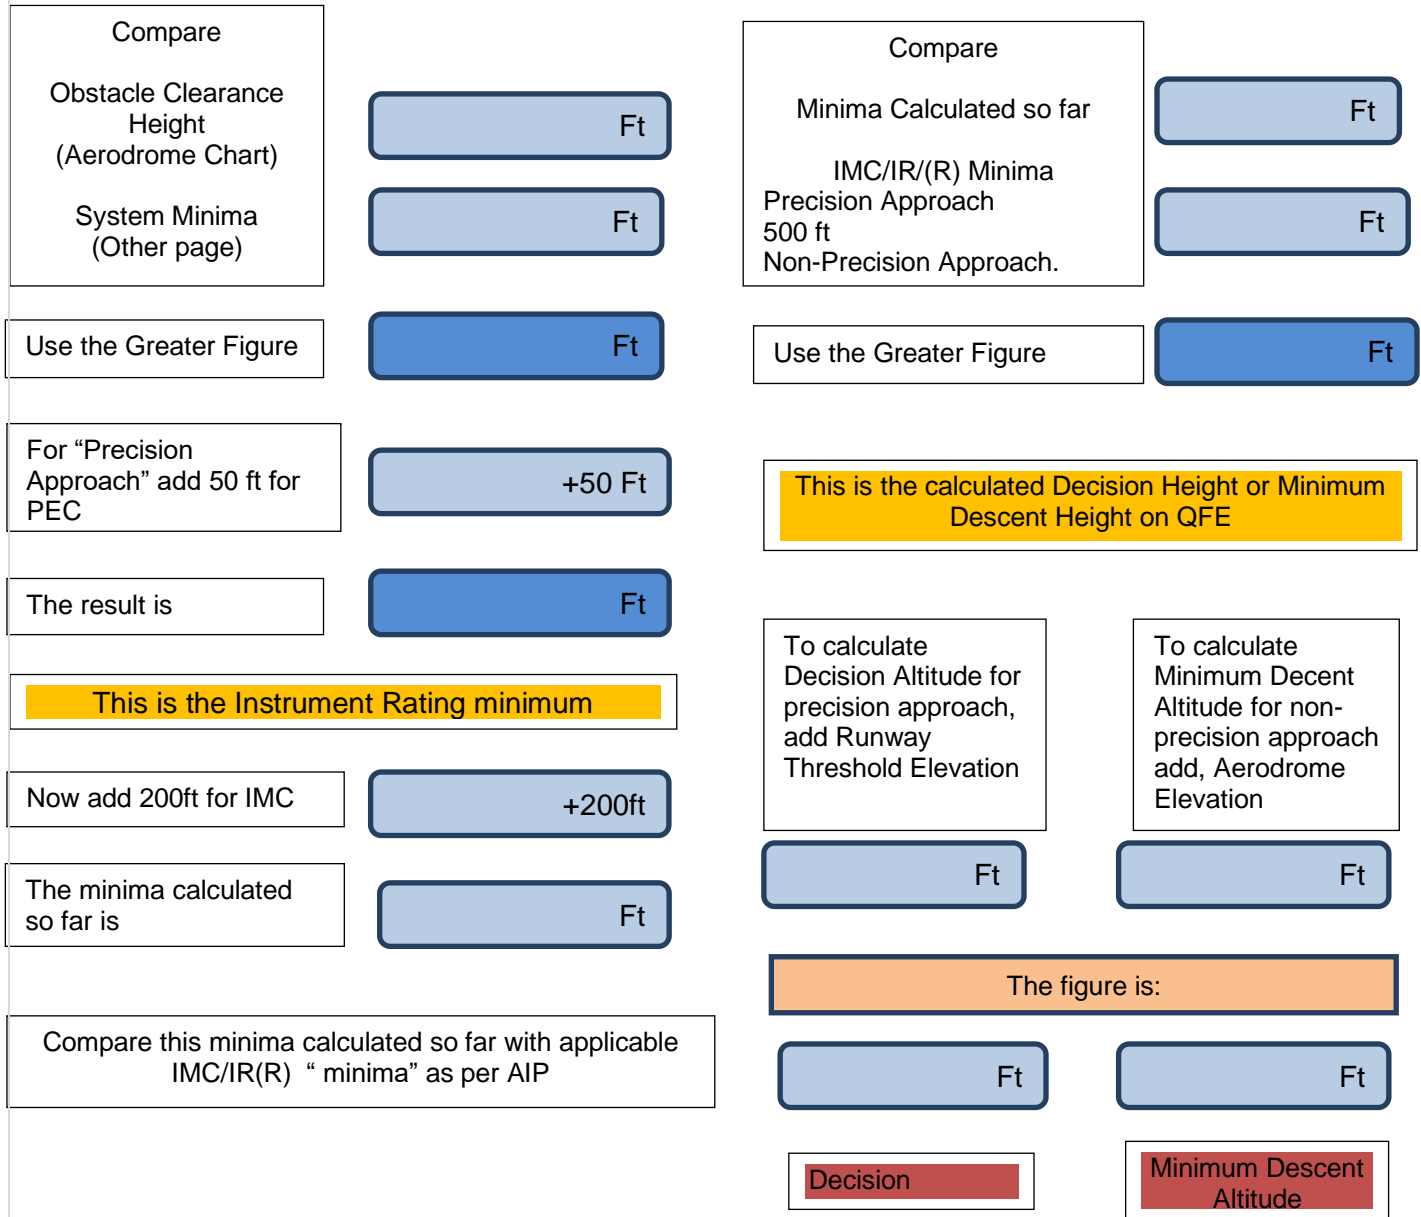 Compare
Obstacle Clearance
Height
(Aerodrome Chart)
Ft
System Minima
(Other page)
Ft
Use the Greater Figure
Ft
For “Precision
Approach” add 50 ft for
PEC
+50 Ft
The result is
Ft
This is the Instrument Rating minimum
Now add 200ft for IMC
+200ft
The minima calculated
so far is
Ft
Compare this minima calculated so far with applicable
IMC/IR(R) “ minima” as per AIP
Compare
Minima Calculated so far
Ft
IMC/IR/(R) Minima
Precision Approach
500 ft
Non-Precision Approach.
Ft
Use the Greater Figure
Ft
This is the calculated Decision Height or Minimum
Descent Height on QFE
To calculate
Decision Altitude for
precision approach,
add Runway
Threshold Elevation
Ft
To calculate
Minimum Decent
Altitude for non-
precision approach
add, Aerodrome
Elevation
Ft
The figure is:
Ft
Ft
Decision
Minimum Descent
Altitude